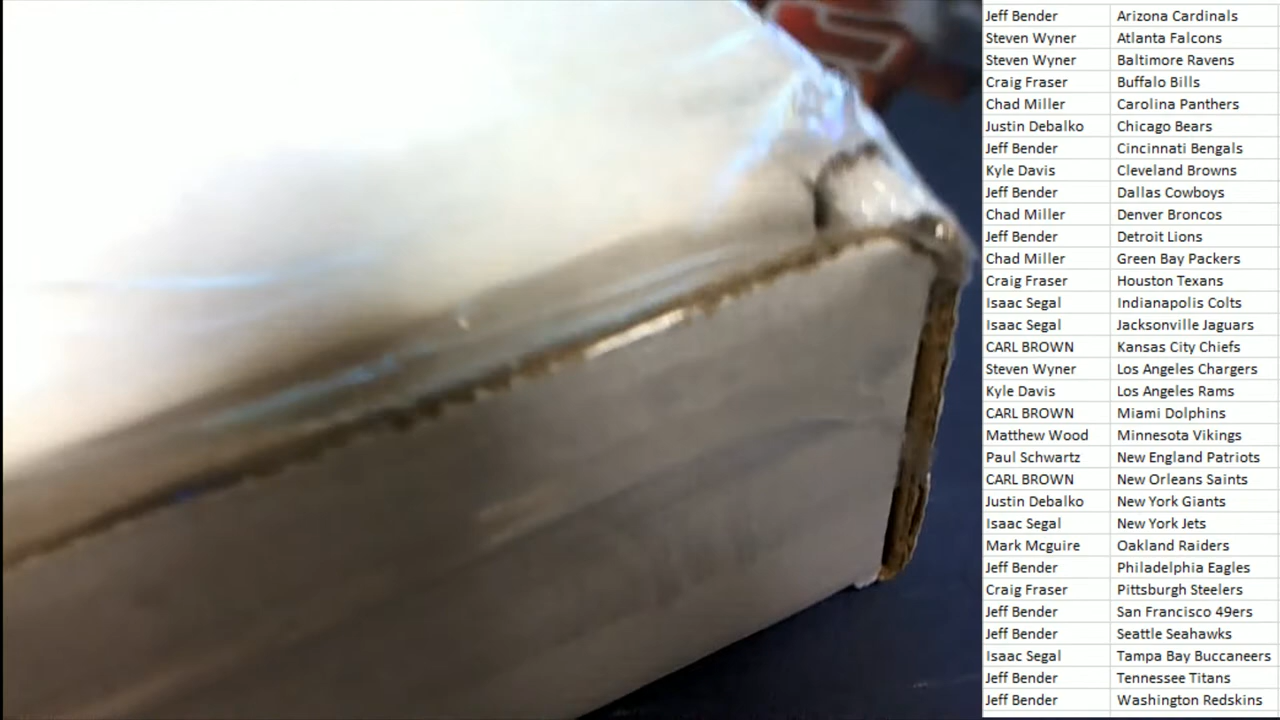 Jeff Bender Arizona Cardinals
Steven Wyner Atlanta Falcons
Steven Wyner Baltimore Ravens
Craig Fraser Buffalo Bills
Chad Miller Carolina Panthers
Justin Debalko Chicago Bears
Jeff Bender Cincinnati Bengals
Kyle Davis Cleveland Browns
Jeff Bender Dallas Cowboys
Chad Miller Denver Broncos
Jeff Bender Detroit Lions
Chad Miller Green Bay Packers
Craig Fraser Houston Texans
Isaac Segal Indianapolis Colts
Isaac Segal Jacksonville Jaguars
CARL BROWN Kansas City Chiefs
Steven Wyner Los Angeles Chargers
Kyle Davis Los Angeles Rams
CARL BROWN Miami Dolphins
Matthew Wood Minnesota Vikings
Paul Schwartz New England Patriots
CARL BROWN New Orleans Saints
Justin Debalko New York Giants
Isaac Segal New York Jets
Mark Mcguire Oakland Raiders
Jeff Bender Philadelphia Eagles
Craig Fraser Pittsburgh Steelers
Jeff Bender San Francisco 49ers
Jeff Bender Seattle Seahawks
Isaac Segal Tampa Bay Buccaneers
Jeff Bender Tennessee Titans
Jeff Bender Washington Redskins